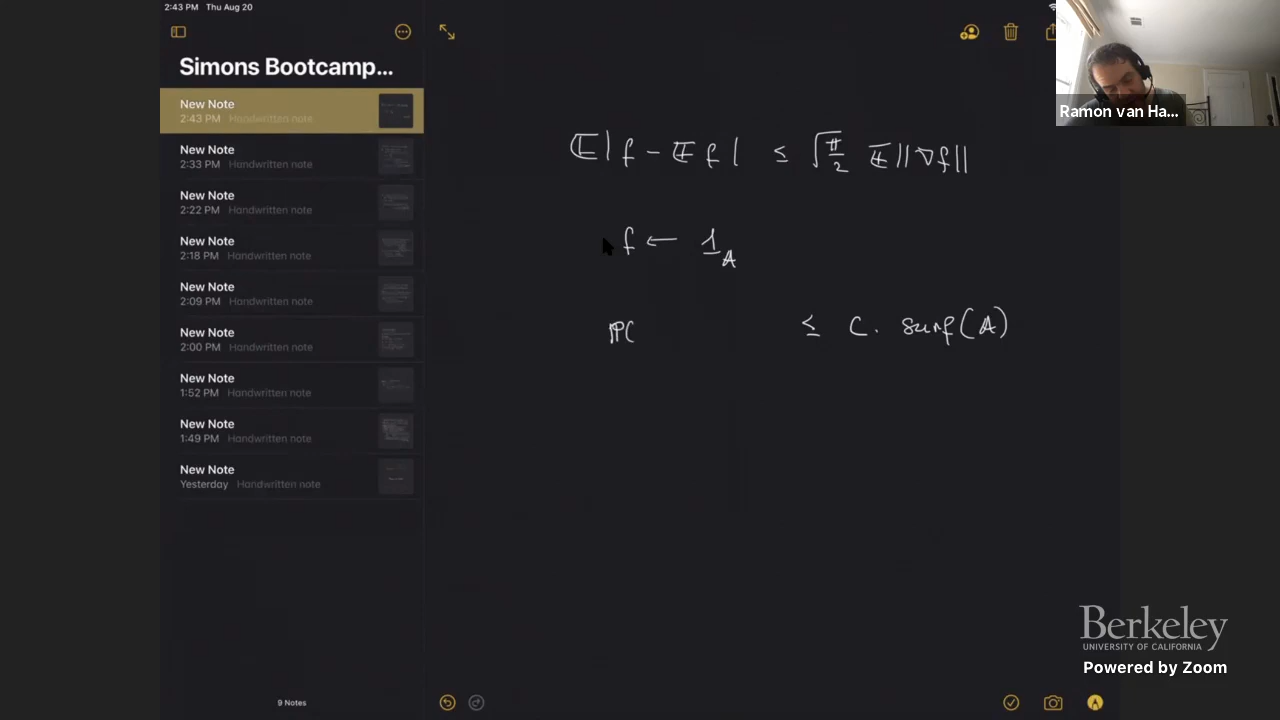 2:43 PM Thu Aug 20
Simons Bootcamp...
New Note
2:43 PM Handwritten note
New Note
2:33 PM Handwritten note
New Note
2:22 PM Handwritten note
New Note
2:18 PM Handwritten note
New Note
2:09 PM Handwritten note
New Note
2:00 PM Handwritten note
New Note
1:52 PM Handwritten note
New Note
1:49 PM Handwritten note
New Note
Yesterday Handwritten note
9 Notes
𝔼|f − 𝔼f| ≤ √(π/2) 𝔼‖∇f‖
f ← 1_A
ℙ( ≤ C. surf(A)
Ramon van Ha...
Berkeley
UNIVERSITY OF CALIFORNIA
Powered by Zoom